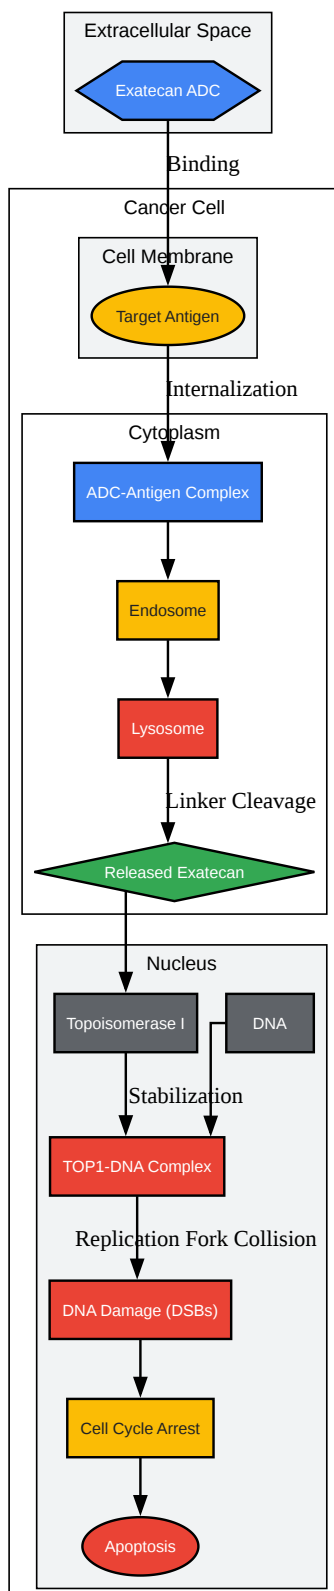 Extracellular Space
Exatecan ADC
Binding
Cancer Cell
Cell Membrane
Target Antigen
Internalization
Cytoplasm
ADC-Antigen Complex
Endosome
Lysosome
Linker Cleavage
Released Exatecan
Nucleus
Topoisomerase I
DNA
Stabilization
TOP1-DNA Complex
Replication Fork Collision
DNA Damage (DSBs)
Cell Cycle Arrest
Apoptosis